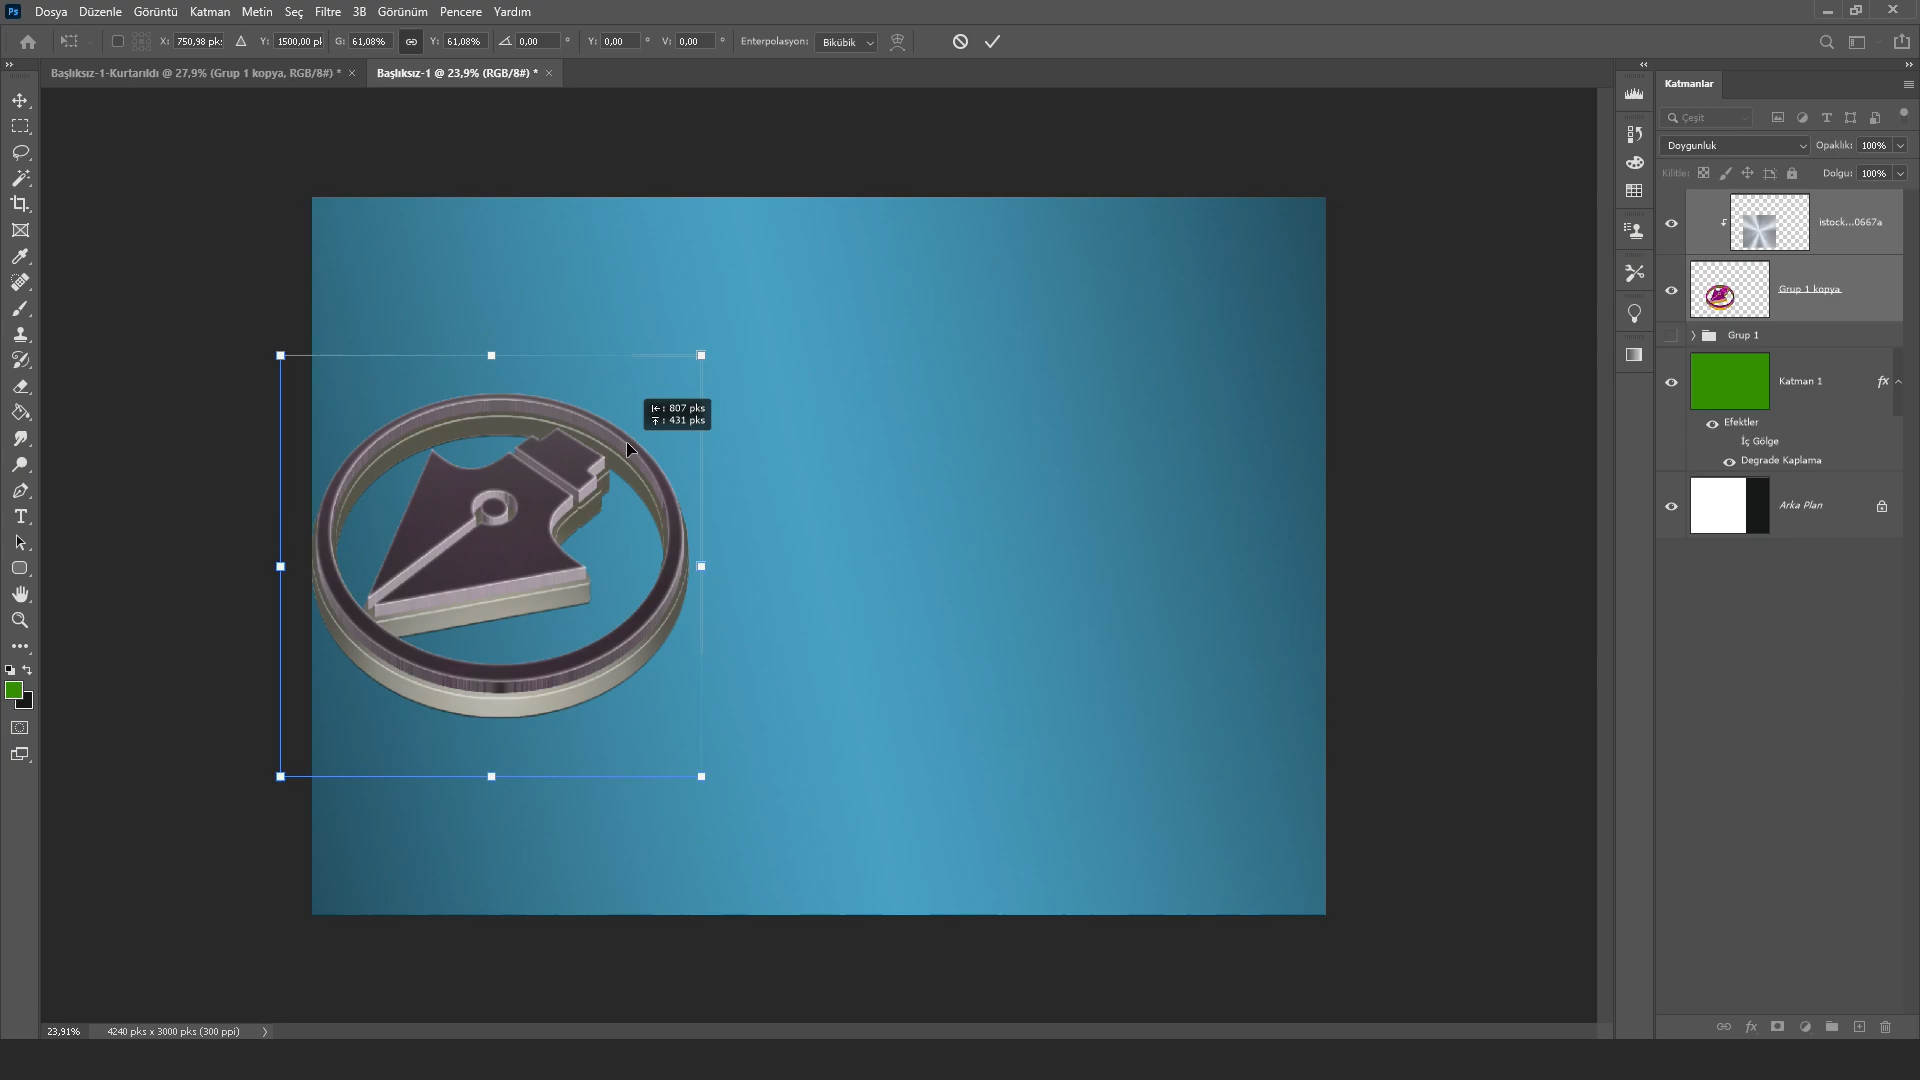 Ps Dosya Düzenle Görüntü Katman Metin Seç Filtre 3B Görünüm Pencere Yardım
X: 750,98 pks Y: 1500,00 pl G: 61,08% Y: 61,08% 0,00 ° Y: 0,00 ° V: 0,00 ° Enterpolasyon: Bikübik
Başlıksız-1-Kurtarıldı @ 27,9% (Grup 1 kopya, RGB/8#) * × Başlıksız-1 @ 23,9% (RGB/8#) * ×
Katmanlar
Çeşit
Doygunluk Opaklık: 100%
Kilitle: Dolgu: 100%
istock...0667a
Grup 1 kopya
Grup 1
Katman 1 fx
Efektler
İç Gölge
Degrade Kaplama
Arka Plan
: 807 pks
: 431 pks
T
23,91% 4240 pks x 3000 pks (300 ppi)
fx